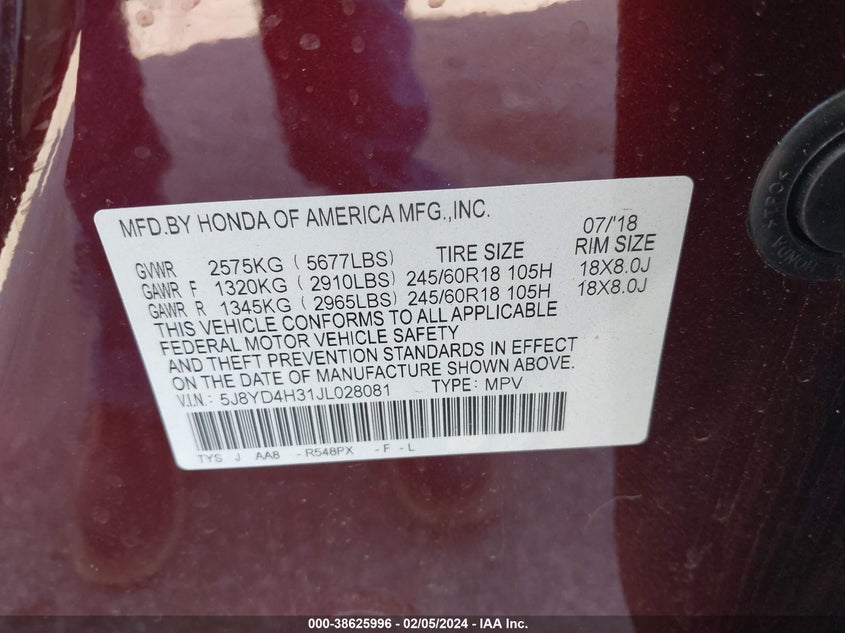 MFD.BY HONDA OF AMERICA MFG.,INC.
07/'18
TIRE SIZE RIM SIZE
GVWR 2575KG ( 5677LBS)
GAWR F 1320KG ( 2910LBS) 245/60R18 105H 18X8.0J
GAWR R 1345KG ( 2965LBS) 245/60R18 105H 18X8.0J
THIS VEHICLE CONFORMS TO ALL APPLICABLE
FEDERAL MOTOR VEHICLE SAFETY
AND THEFT PREVENTION STANDARDS IN EFFECT
ON THE DATE OF MANUFACTURE SHOWN ABOVE.
V.I.N.: 5J8YD4H31JL028081 TYPE: MPV
TYS J AA8 -R548PX -F -L
000-38625996 - 02/05/2024 - IAA Inc.